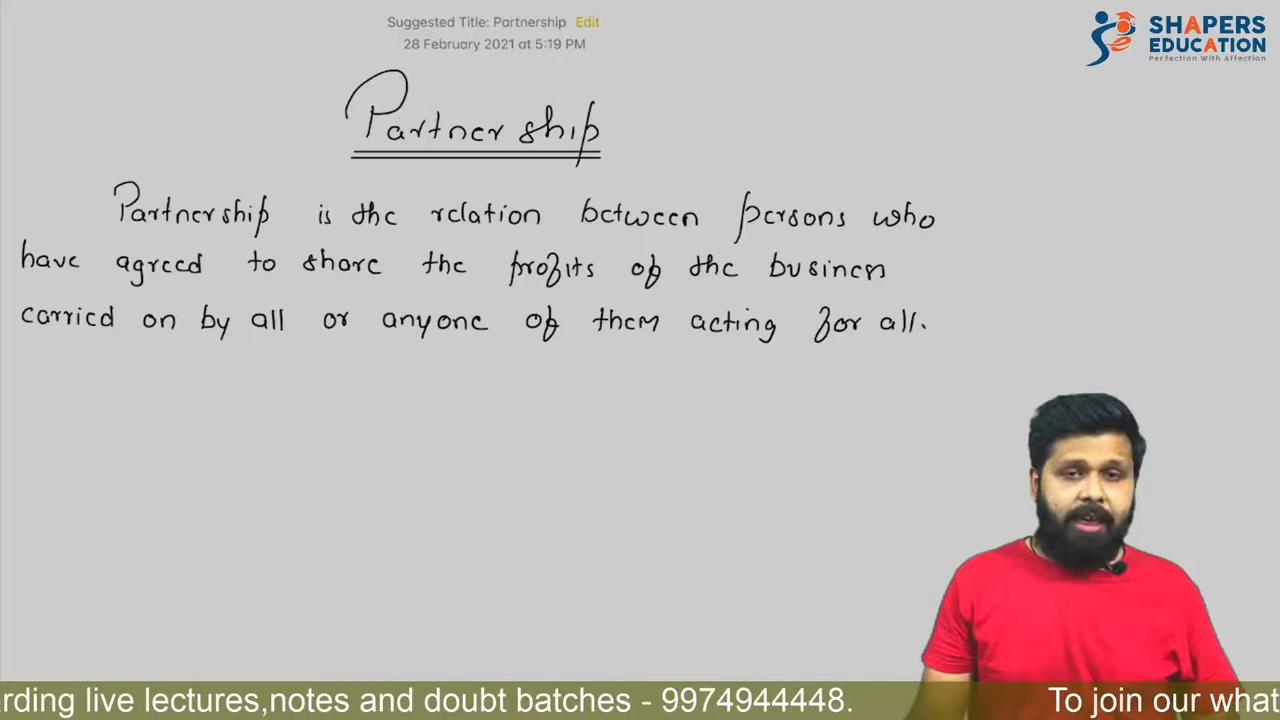 Suggested Title: Partnership Edit
28 February 2021 at 5:19 PM
SHAPERS
EDUCATION
Perfection With Affection
Partnership
Partnership is the relation between persons who
have agreed to share the profits of the business
carried on by all or anyone of them acting for all.
rding live lectures,notes and doubt batches - 9974944448. To join our what